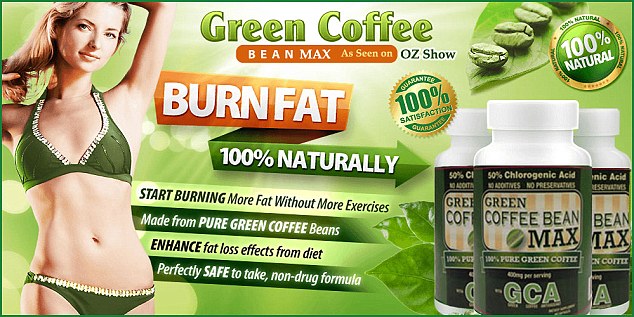 Green Coffee
BEAN MAX As Seen on OZ Show
BURN FAT
100% NATURALLY
START BURNING More Fat Without More Exercises
Made from PURE GREEN COFFEE Beans
ENHANCE fat loss effects from diet
Perfectly SAFE to take, non-drug formula
GUARANTEE
100%
SATISFACTION
GUARANTEE
100%
NATURAL
50% Chlorogenic Acid
NO ADDITIVES NO PRESERVATIVES
GREEN
COFFEE BEAN
MAX
100% PURE GREEN COFFEE
400mg per serving
GCA